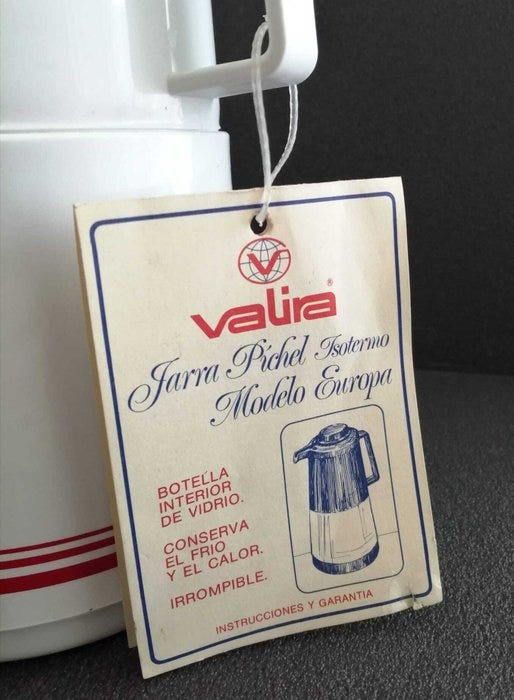 V
valira®
Jarra Píchel Isotermo
Modelo Europa
BOTELLA
INTERIOR
DE VIDRIO.
CONSERVA
EL FRIO
Y EL CALOR.
IRROMPIBLE.
INSTRUCCIONES Y GARANTIA